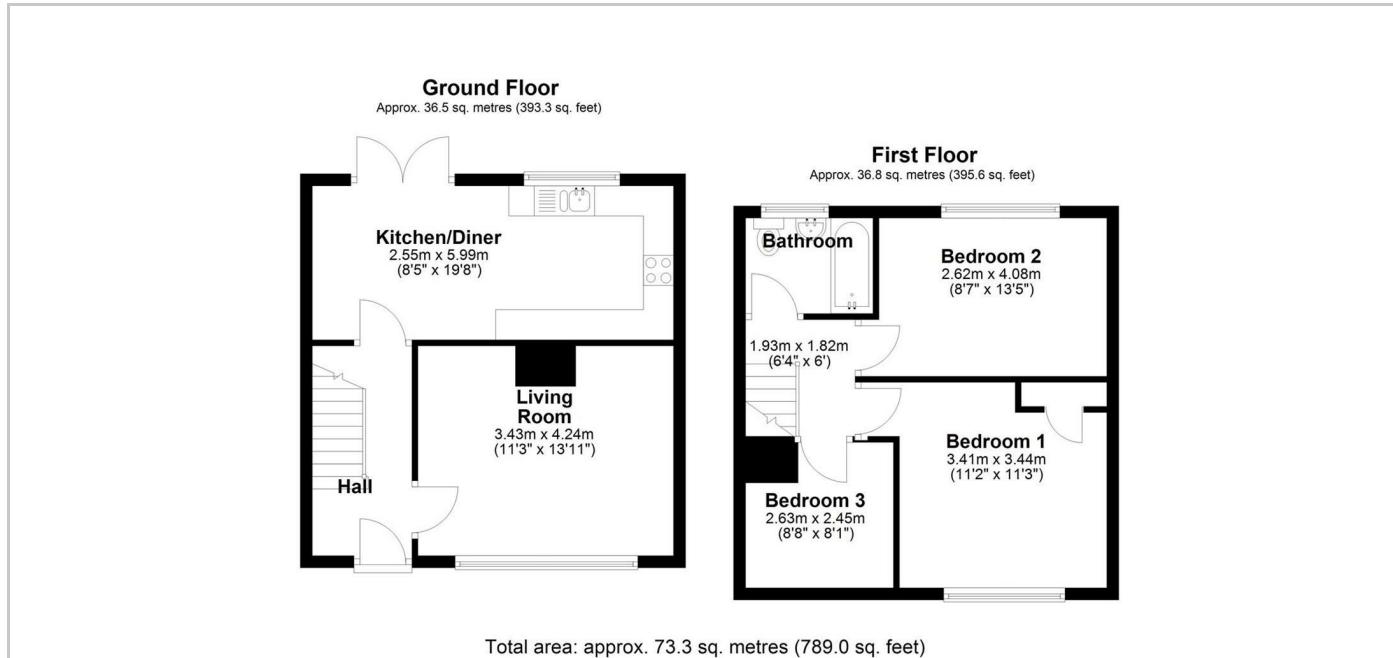 Ground Floor
Approx. 36.5 sq. metres (393.3 sq. feet)
Kitchen/Diner
2.55m x 5.99m
(8'5" x 19'8")
Living
Room
3.43m x 4.24m
(11'3" x 13'11")
Hall
First Floor
Approx. 36.8 sq. metres (395.6 sq. feet)
Bathroom
1.93m x 1.82m
(6'4" x 6')
Bedroom 2
2.62m x 4.08m
(8'7" x 13'5")
Bedroom 1
3.41m x 3.44m
(11'2" x 11'3")
Bedroom 3
2.63m x 2.45m
(8'8" x 8'1")
Total area: approx. 73.3 sq. metres (789.0 sq. feet)